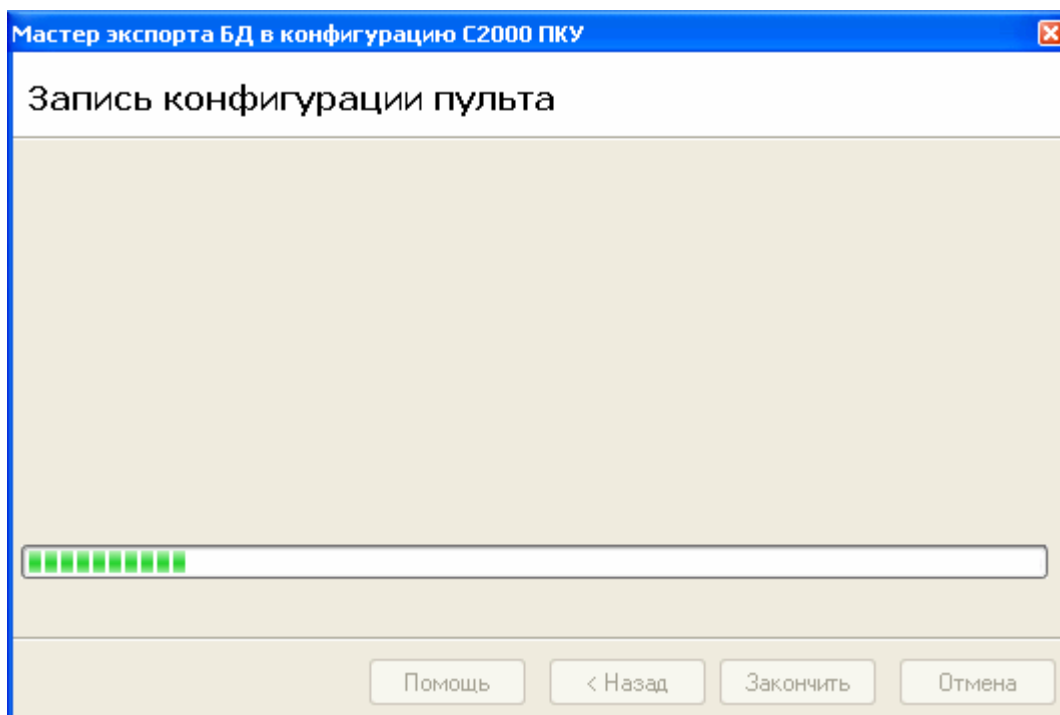 Мастер экспорта БД в конфигурацию С2000 ПКУ
Запись конфигурации пульта
Помощь
< Назад
Закончить
Отмена